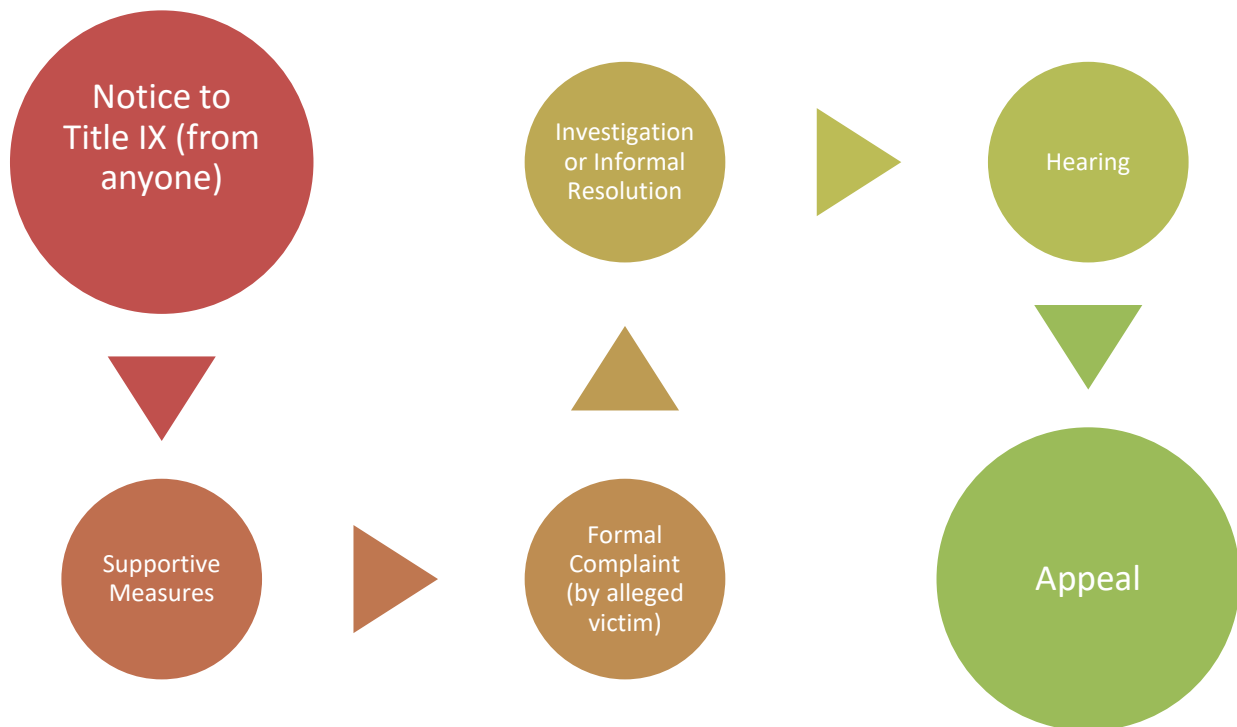 Notice to
Title IX (from
anyone)
Supportive
Measures
Formal
Complaint
(by alleged
victim)
Investigation
or Informal
Resolution
Hearing
Appeal